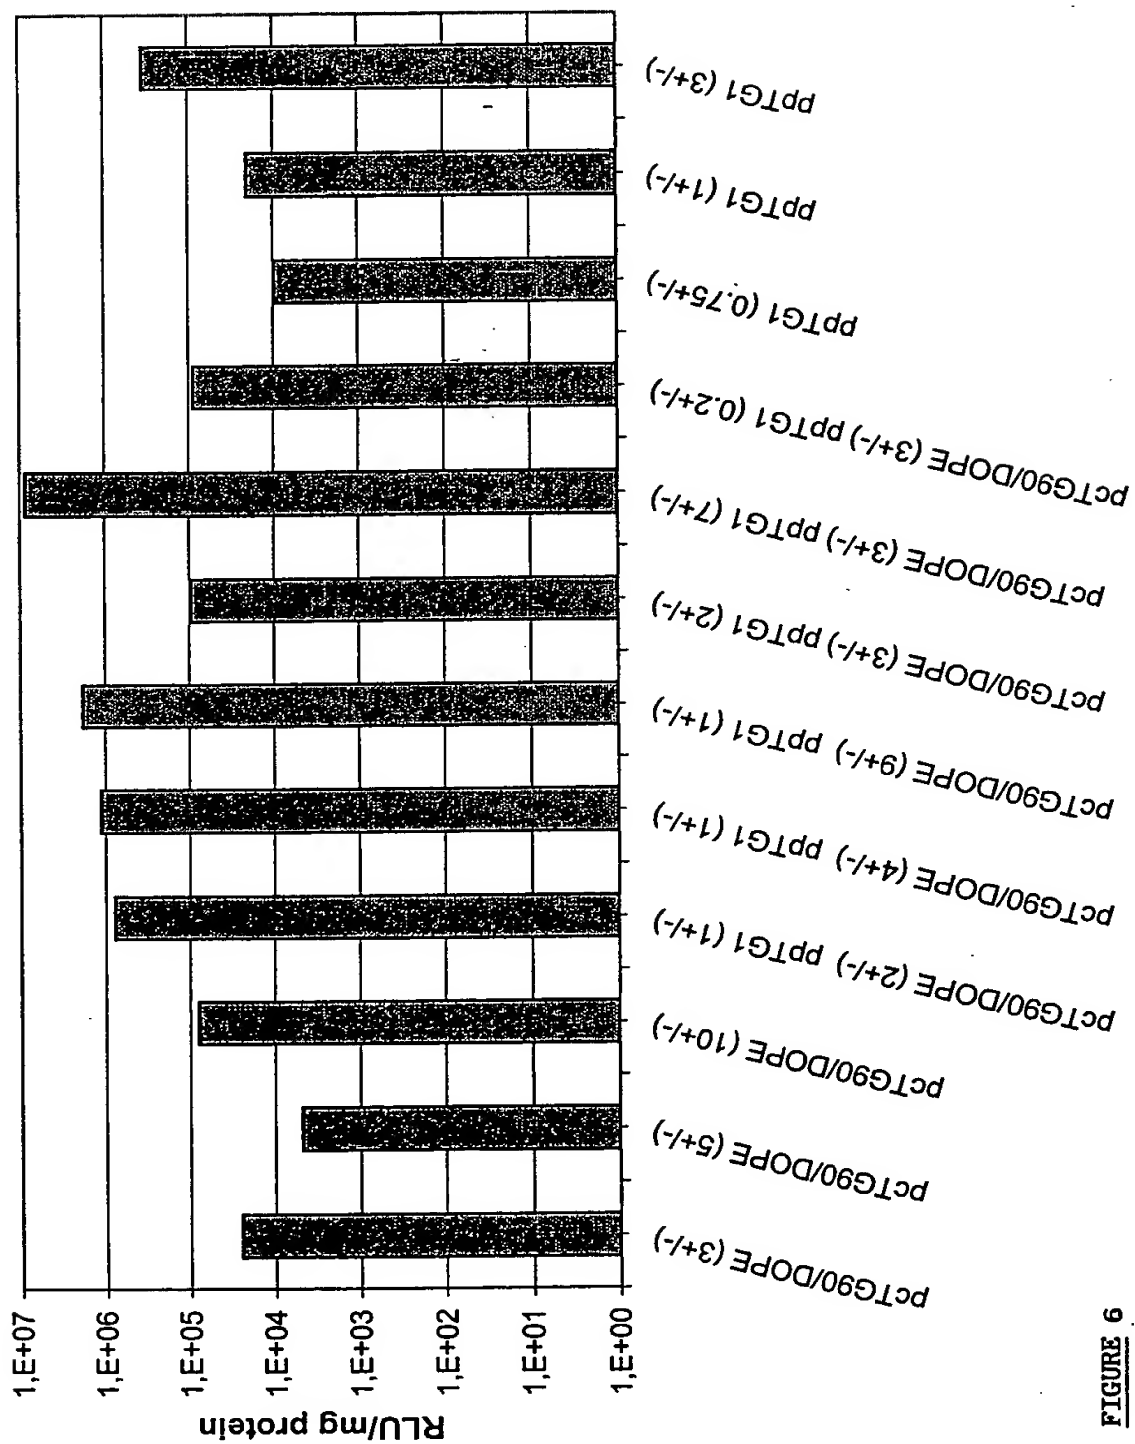 RLU/mg protein
1,E+07
1,E+06
1,E+05
1,E+04
1,E+03
1,E+02
1,E+01
1,E+00
pcTG90/DOPE (3+/-)
pcTG90/DOPE (5+/-)
pcTG90/DOPE (10+/-)
pcTG90/DOPE (2+/-) ppTG1 (1+/-)
pcTG90/DOPE (4+/-) ppTG1 (1+/-)
pcTG90/DOPE (9+/-) ppTG1 (1+/-)
pcTG90/DOPE (3+/-) ppTG1 (2+/-)
pcTG90/DOPE (3+/-) ppTG1 (7+/-)
pcTG90/DOPE (3+/-) ppTG1 (0.2+/-)
ppTG1 (0.75+/-)
ppTG1 (1+/-)
ppTG1 (3+/-)
FIGURE 6